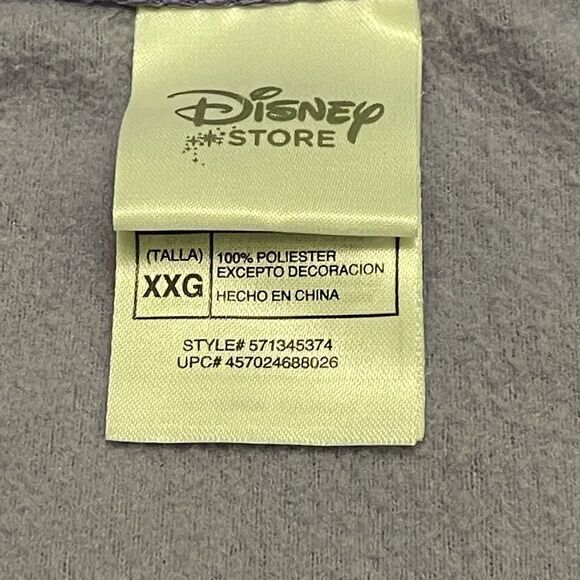 Disney
STORE
(TALLA)
XXG
100% POLIESTER
EXCEPTO DECORACION
HECHO EN CHINA
STYLE# 571345374
UPC# 457024688026